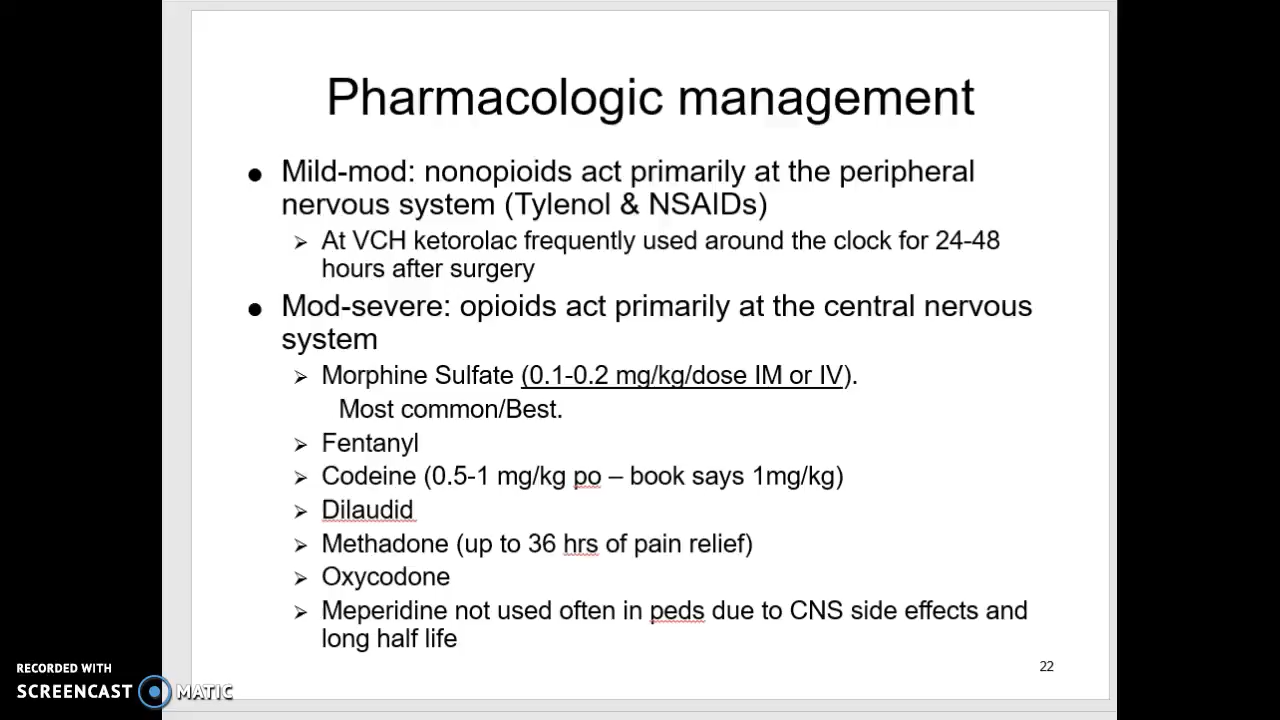 Pharmacologic management
● Mild-mod: nonopioids act primarily at the peripheral
nervous system (Tylenol & NSAIDs)
➢ At VCH ketorolac frequently used around the clock for 24-48
hours after surgery
● Mod-severe: opioids act primarily at the central nervous
system
➢ Morphine Sulfate (0.1-0.2 mg/kg/dose IM or IV).
Most common/Best.
➢ Fentanyl
➢ Codeine (0.5-1 mg/kg po – book says 1mg/kg)
➢ Dilaudid
➢ Methadone (up to 36 hrs of pain relief)
➢ Oxycodone
➢ Meperidine not used often in peds due to CNS side effects and
long half life
22
RECORDED WITH
SCREENCAST MATIC